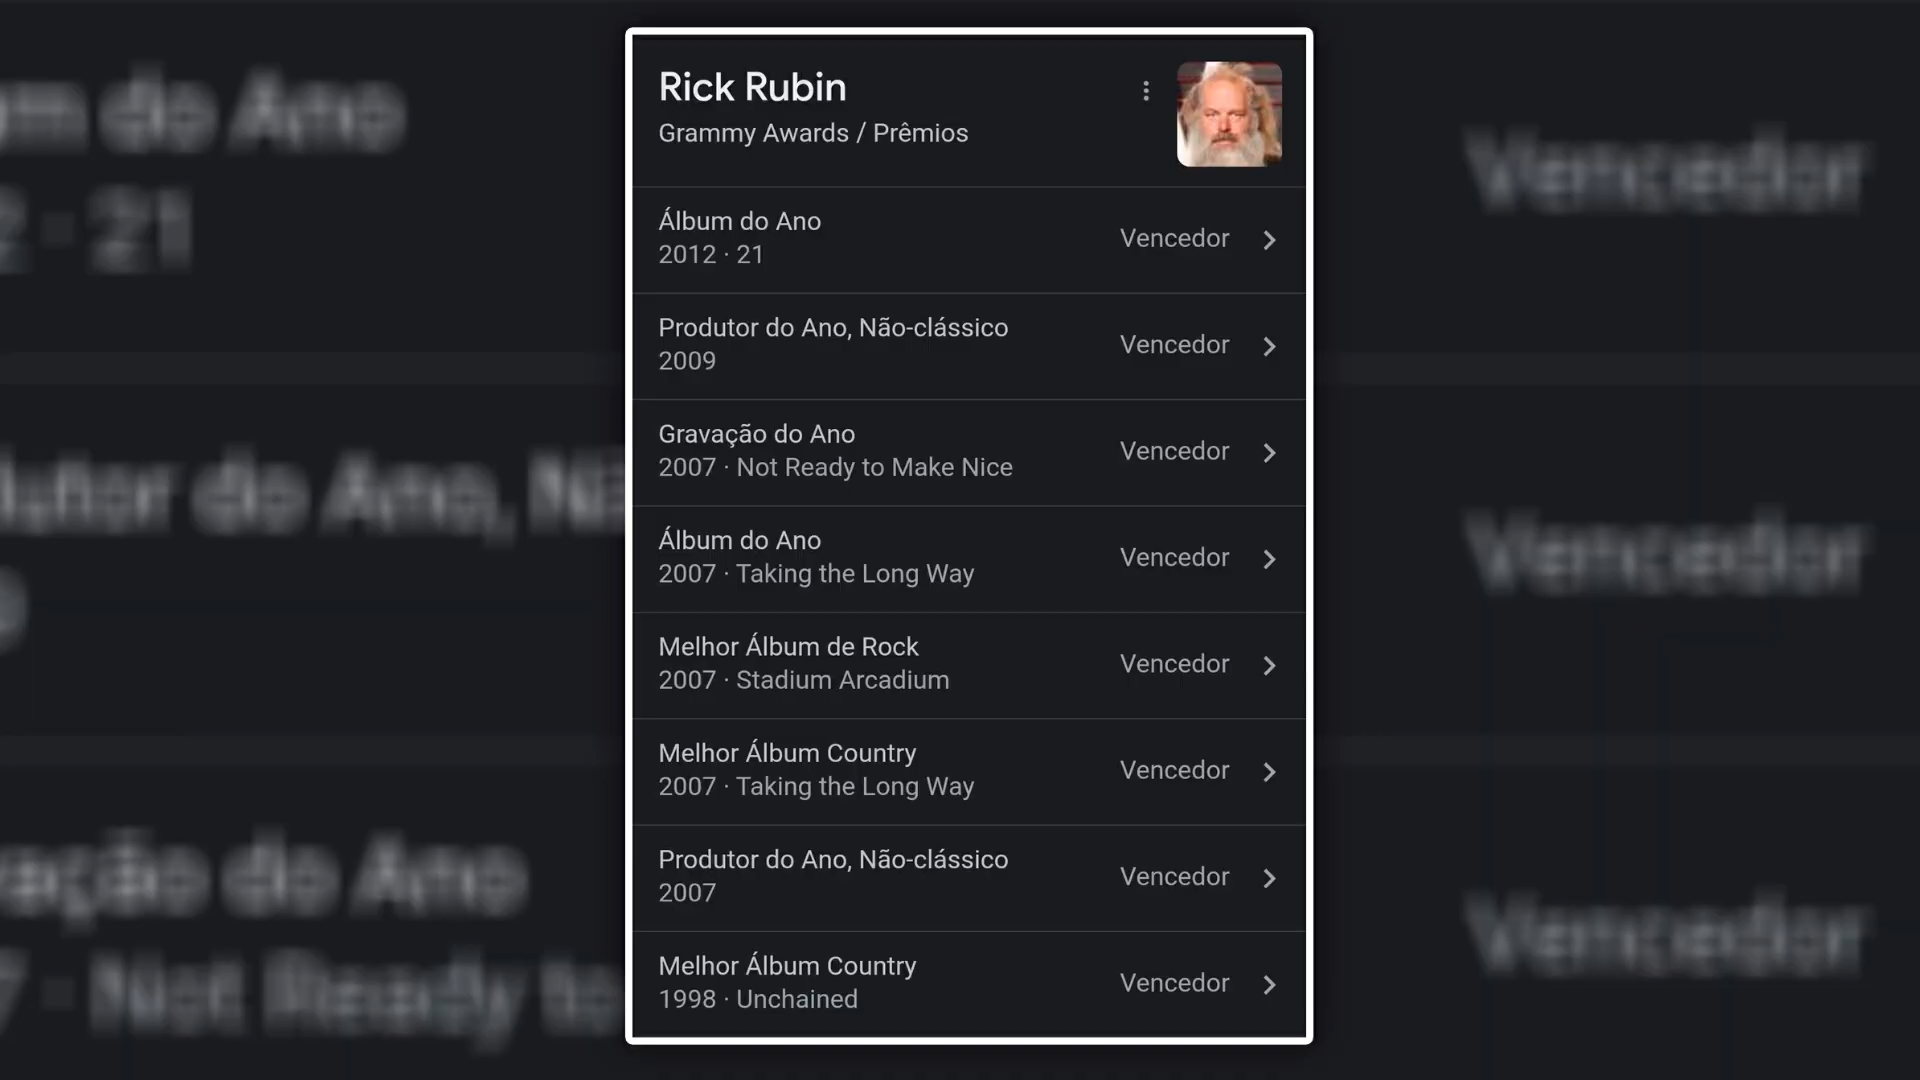 Rick Rubin
Grammy Awards / Prêmios
Álbum do Ano
Vencedor
2012 · 21
Produtor do Ano, Não-clássico
Vencedor
2009
Gravação do Ano
Vencedor
2007 · Not Ready to Make Nice
Álbum do Ano
Vencedor
2007 · Taking the Long Way
Melhor Álbum de Rock
Vencedor
2007 · Stadium Arcadium
Melhor Álbum Country
Vencedor
2007 · Taking the Long Way
Produtor do Ano, Não-clássico
Vencedor
2007
Melhor Álbum Country
Vencedor
1998 · Unchained